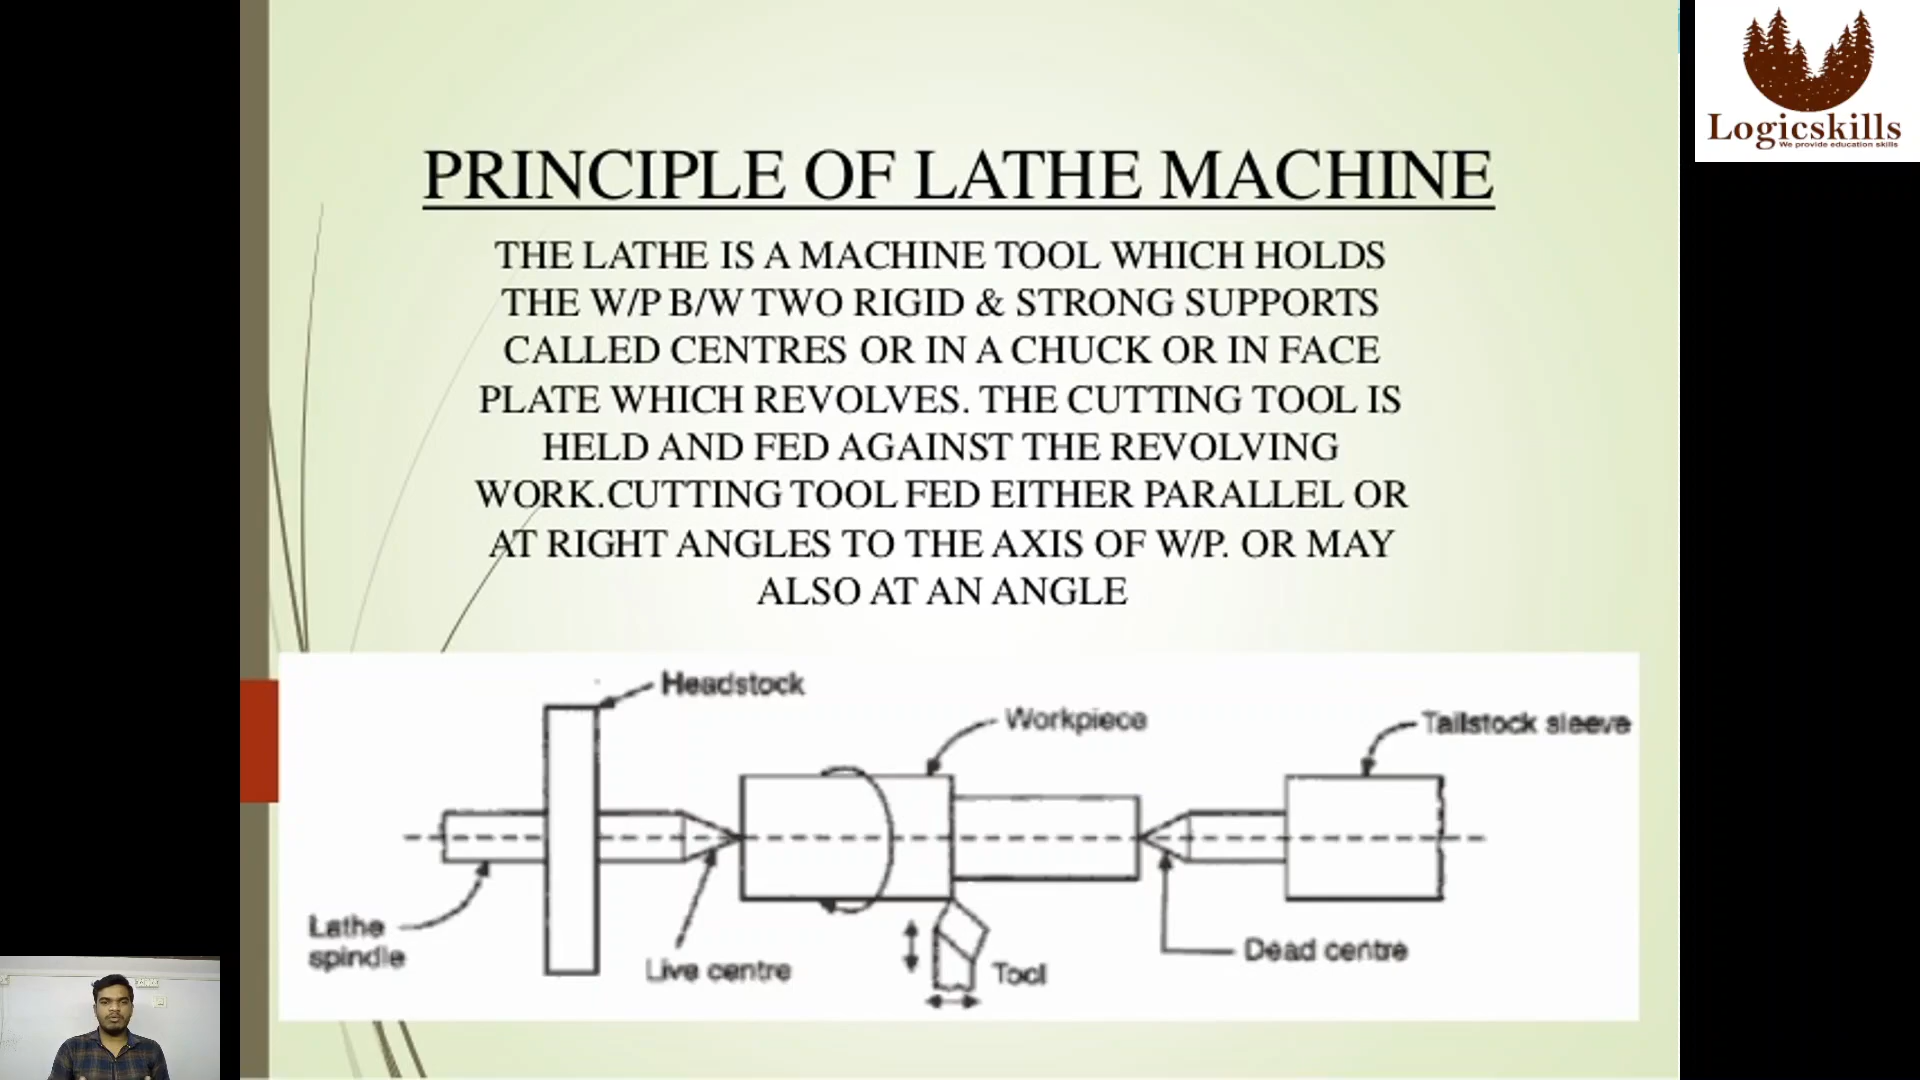 Logicskills
We provide education skills
PRINCIPLE OF LATHE MACHINE
THE LATHE IS A MACHINE TOOL WHICH HOLDS
THE W/P B/W TWO RIGID & STRONG SUPPORTS
CALLED CENTRES OR IN A CHUCK OR IN FACE
PLATE WHICH REVOLVES. THE CUTTING TOOL IS
HELD AND FED AGAINST THE REVOLVING
WORK.CUTTING TOOL FED EITHER PARALLEL OR
AT RIGHT ANGLES TO THE AXIS OF W/P. OR MAY
ALSO AT AN ANGLE
Headstock
Workpiece
Tailstock sleeve
Lathe
spindle
Live centre
Tool
Dead centre